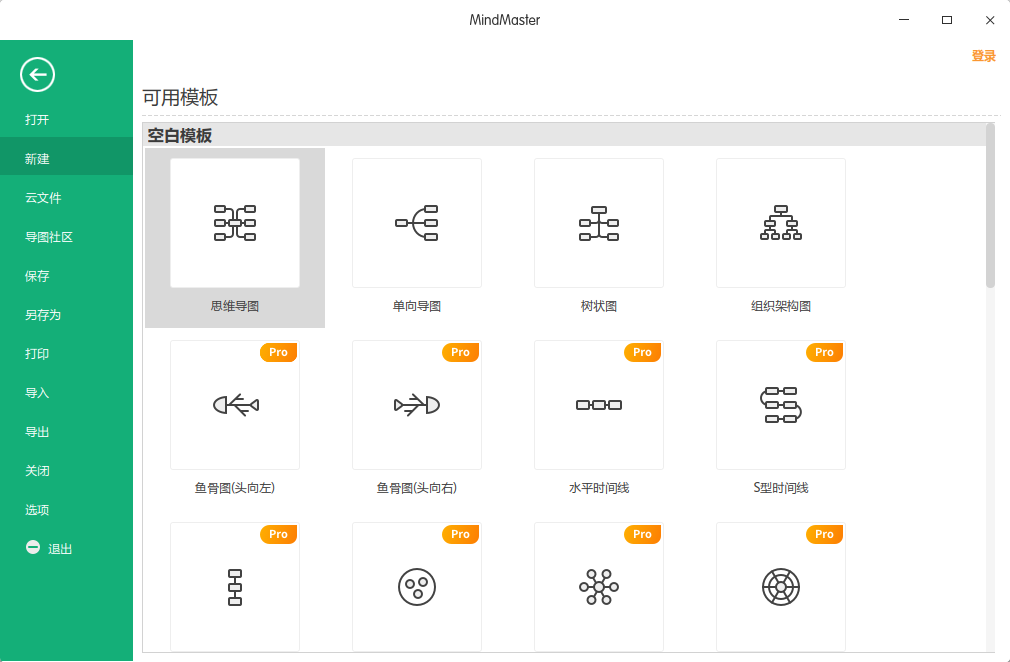 MindMaster
登录
打开
新建
云文件
导图社区
保存
另存为
打印
导入
导出
关闭
选项
退出
可用模板
空白模板
思维导图
单向导图
树状图
组织架构图
Pro
Pro
Pro
Pro
鱼骨图(头向左)
鱼骨图(头向右)
水平时间线
S型时间线
Pro
Pro
Pro
Pro